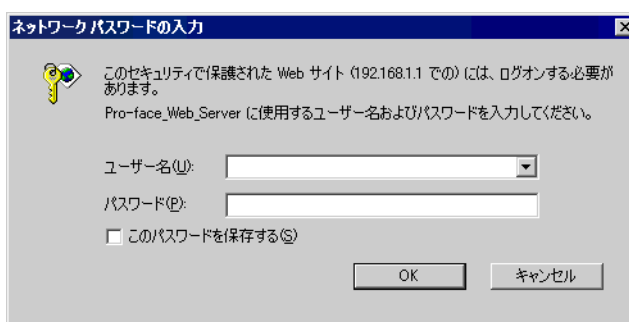 ネットワーク パスワードの入力
このセキュリティで保護された Web サイト (192.168.1.1 での) には、ログオンする必要が
あります。
Pro-face_Web_Server に使用するユーザー名およびパスワードを入力してください。
ユーザー名(U):
パスワード(P):
このパスワードを保存する(S)
OK
キャンセル